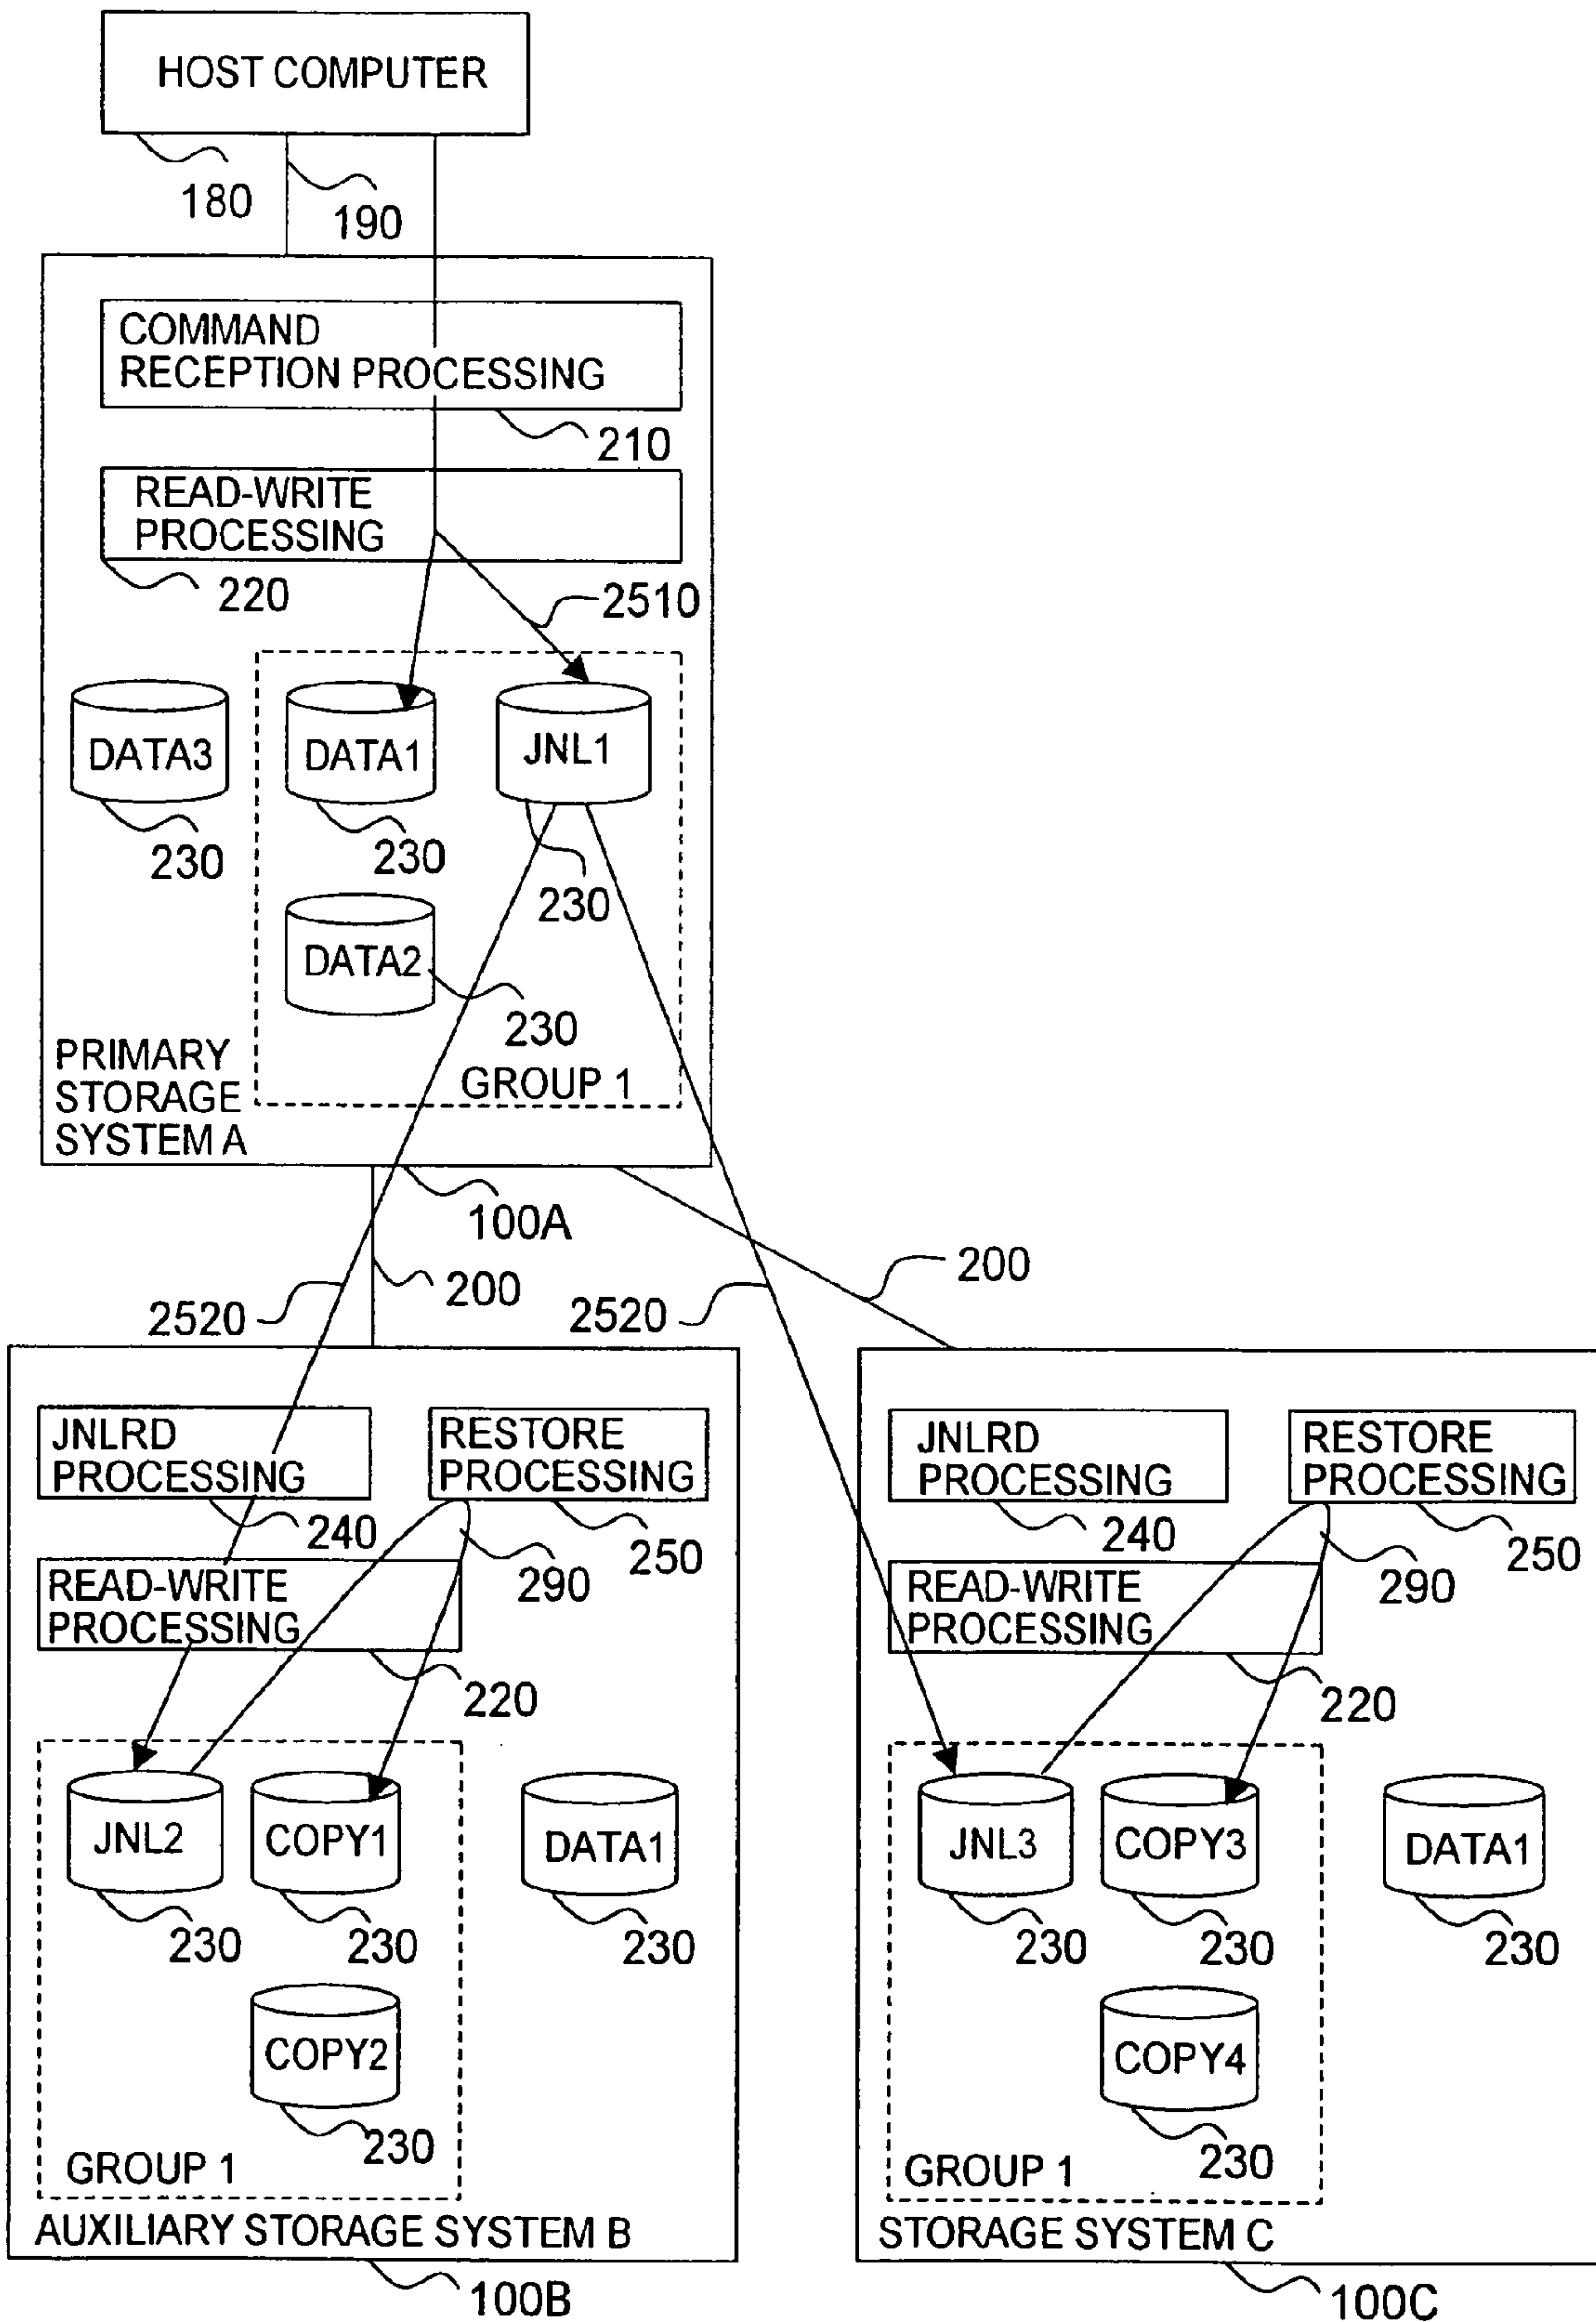 HOST COMPUTER
180
190
COMMAND
RECEPTION PROCESSING
210
READ-WRITE
PROCESSING
220
2510
DATA3
DATA1
JNL1
230
230
230
DATA2
230
GROUP 1
PRIMARY
STORAGE
SYSTEM A
100A
200
200
2520
2520
JNLRD
PROCESSING
RESTORE
PROCESSING
240
250
290
READ-WRITE
PROCESSING
220
JNL2
COPY1
DATA1
230
230
230
COPY2
230
GROUP 1
AUXILIARY STORAGE SYSTEM B
100B
JNLRD
PROCESSING
RESTORE
PROCESSING
240
250
290
READ-WRITE
PROCESSING
220
JNL3
COPY3
DATA1
230
230
230
COPY4
230
GROUP 1
STORAGE SYSTEM C
100C